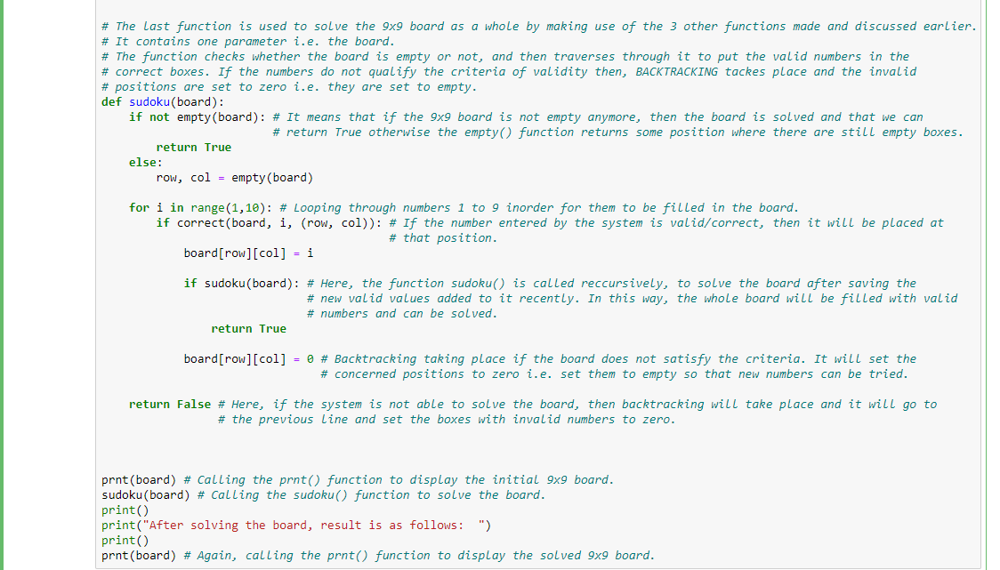 # The last function is used to solve the 9x9 board as a whole by making use of the 3 other functions made and discussed earlier.
# It contains one parameter i.e. the board.
# The function checks whether the board is empty or not, and then traverses through it to put the valid numbers in the
# correct boxes. If the numbers do not qualify the criteria of validity then, BACKTRACKING tackes place and the invalid
# positions are set to zero i.e. they are set to empty.
def sudoku(board):
    if not empty(board): # It means that if the 9x9 board is not empty anymore, then the board is solved and that we can
                         # return True otherwise the empty() function returns some position where there are still empty boxes.
        return True
    else:
        row, col = empty(board)
    for i in range(1,10): # Looping through numbers 1 to 9 inorder for them to be filled in the board.
        if correct(board, i, (row, col)): # If the number entered by the system is valid/correct, then it will be placed at
                                          # that position.
            board[row][col] = i
            if sudoku(board): # Here, the function sudoku() is called reccursively, to solve the board after saving the
                              # new valid values added to it recently. In this way, the whole board will be filled with valid
                              # numbers and can be solved.
                return True
            board[row][col] = 0 # Backtracking taking place if the board does not satisfy the criteria. It will set the
                                # concerned positions to zero i.e. set them to empty so that new numbers can be tried.
    return False # Here, if the system is not able to solve the board, then backtracking will take place and it will go to
                 # the previous line and set the boxes with invalid numbers to zero.
prnt(board) # Calling the prnt() function to display the initial 9x9 board.
sudoku(board) # Calling the sudoku() function to solve the board.
print()
print("After solving the board, result is as follows:  ")
print()
prnt(board) # Again, calling the prnt() function to display the solved 9x9 board.